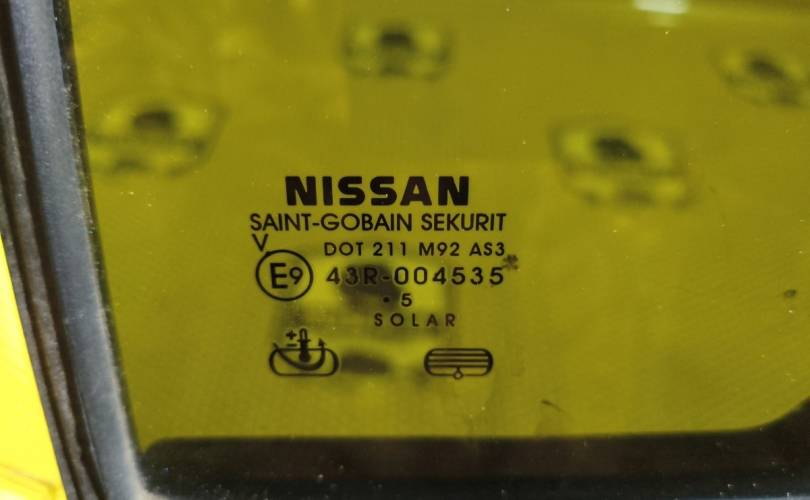 NISSAN
SAINT-GOBAIN SEKURIT
V
DOT 211 M92 AS3
E9 43R-004535
• 5
SOLAR
+
-